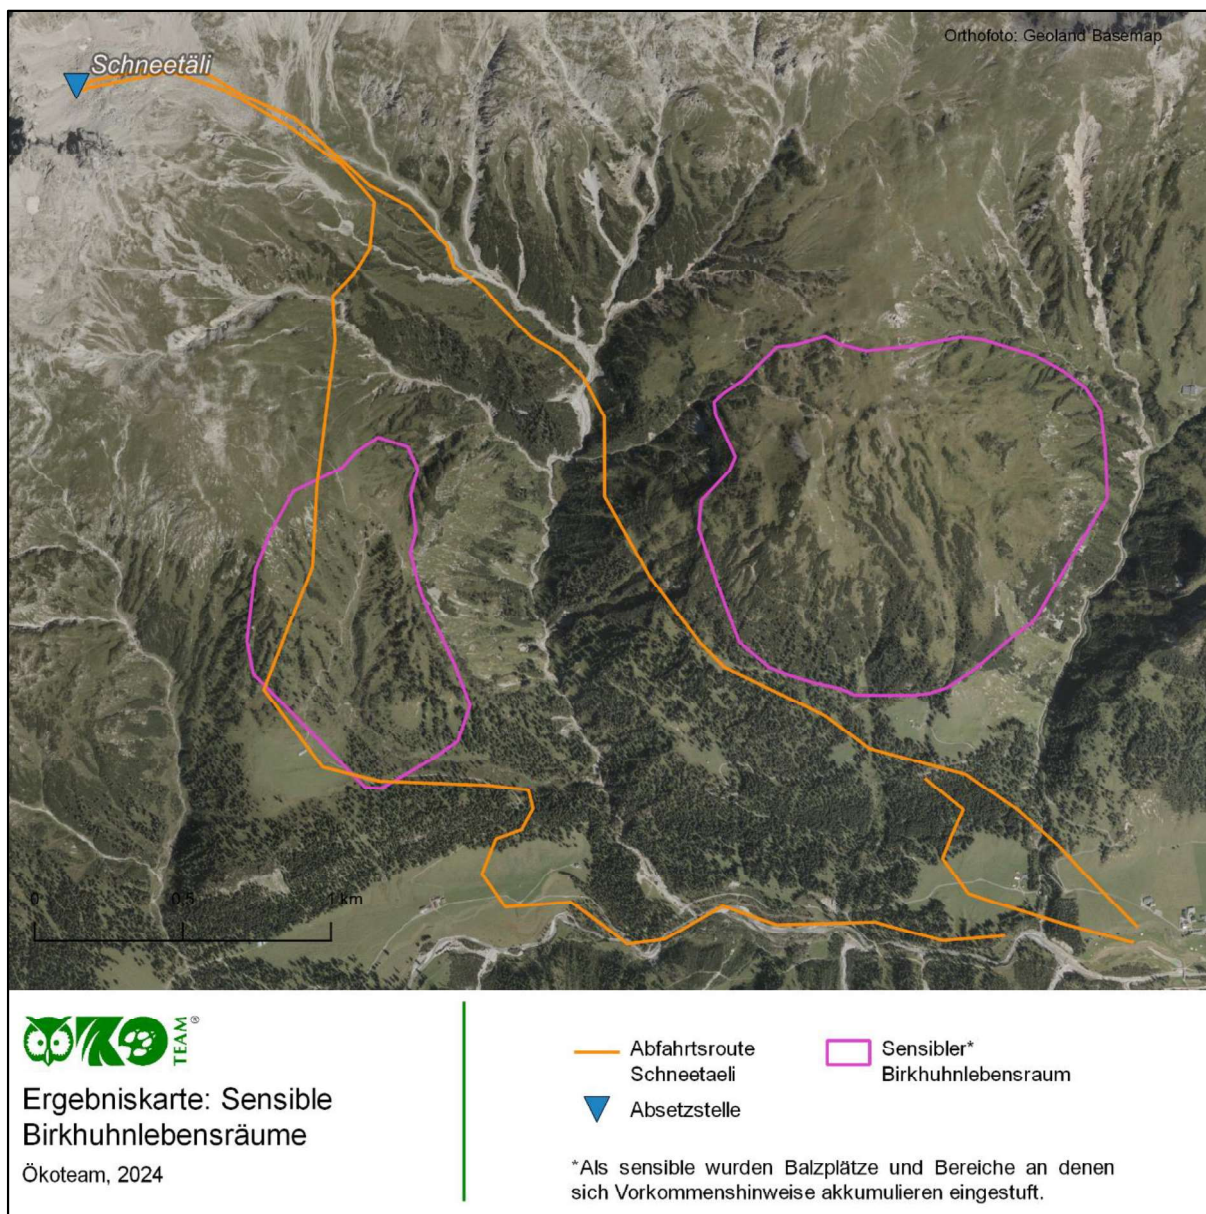 Orthofoto: Geoland Basemap
Schneetäli
0 0,5 1 km
ÖKO TEAM ®
Ergebniskarte: Sensible
Birkhuhnlebensräume
Ökoteam, 2024
Abfahrtsroute
Schneetaeli
Absetzstelle
Sensibler*
Birkhuhnlebensraum
*Als sensible wurden Balzplätze und Bereiche an denen
sich Vorkommenshinweise akkumulieren eingestuft.